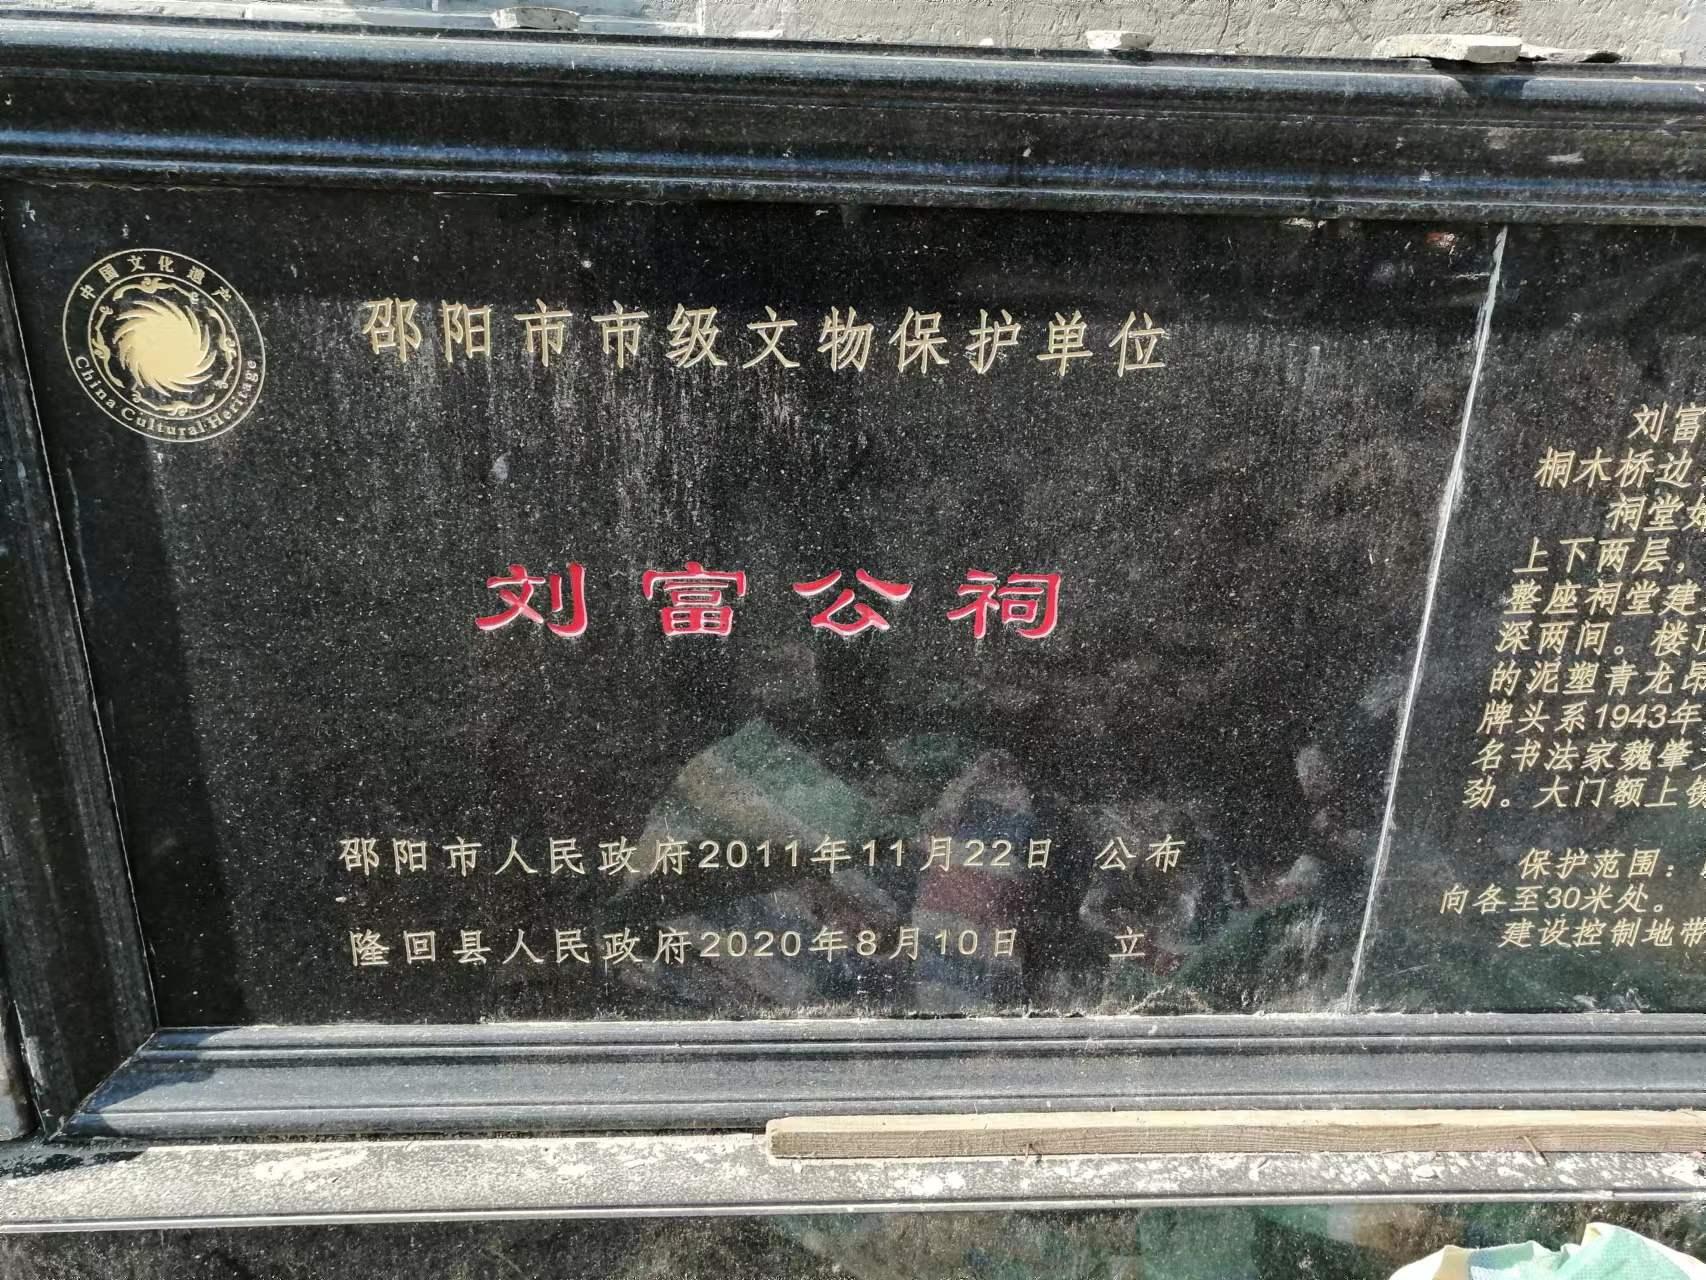 中国文化遗产
China Cultural Heritage
邵阳市市级文物保护单位
刘富公祠
邵阳市人民政府2011年11月22日 公布
隆回县人民政府2020年8月10日 立
刘富
桐木桥边
祠堂始
上下两层，
整座祠堂建
深两间。楼顶
的泥塑青龙昂
牌头系1943年
名书法家魏肇
劲。大门额上镌
保护范围：
向各至30米处。
建设控制地带